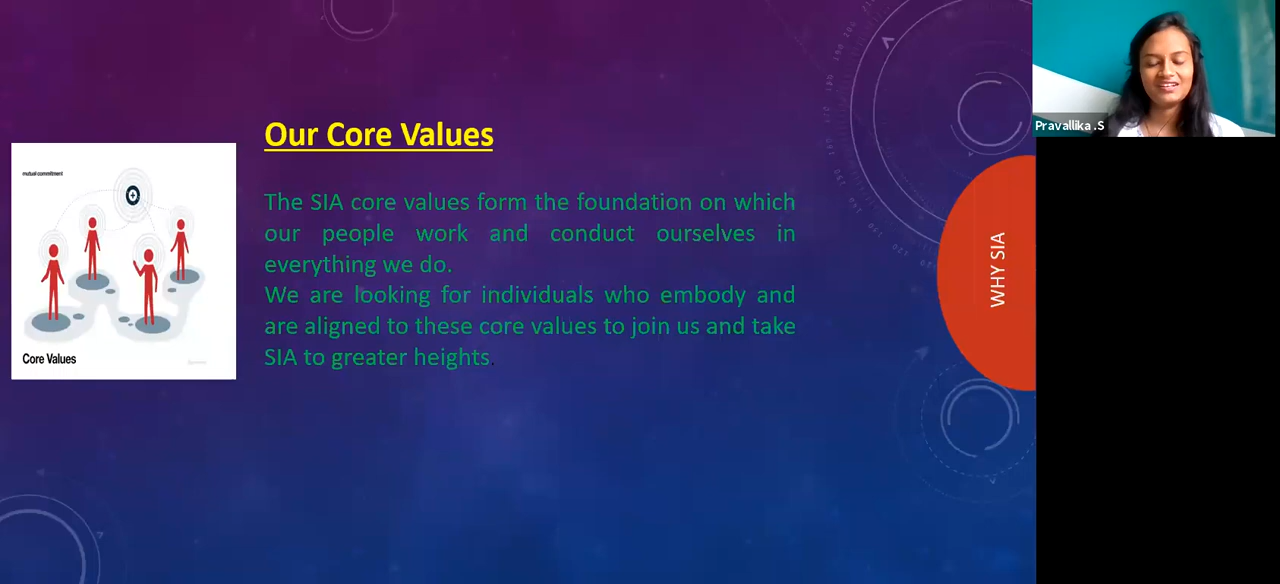 Our Core Values
mutual commitment
The SIA core values form the foundation on which
our people work and conduct ourselves in
everything we do.
We are looking for individuals who embody and
are aligned to these core values to join us and take
SIA to greater heights.
Core Values
WHY SIA
Pravallika .S